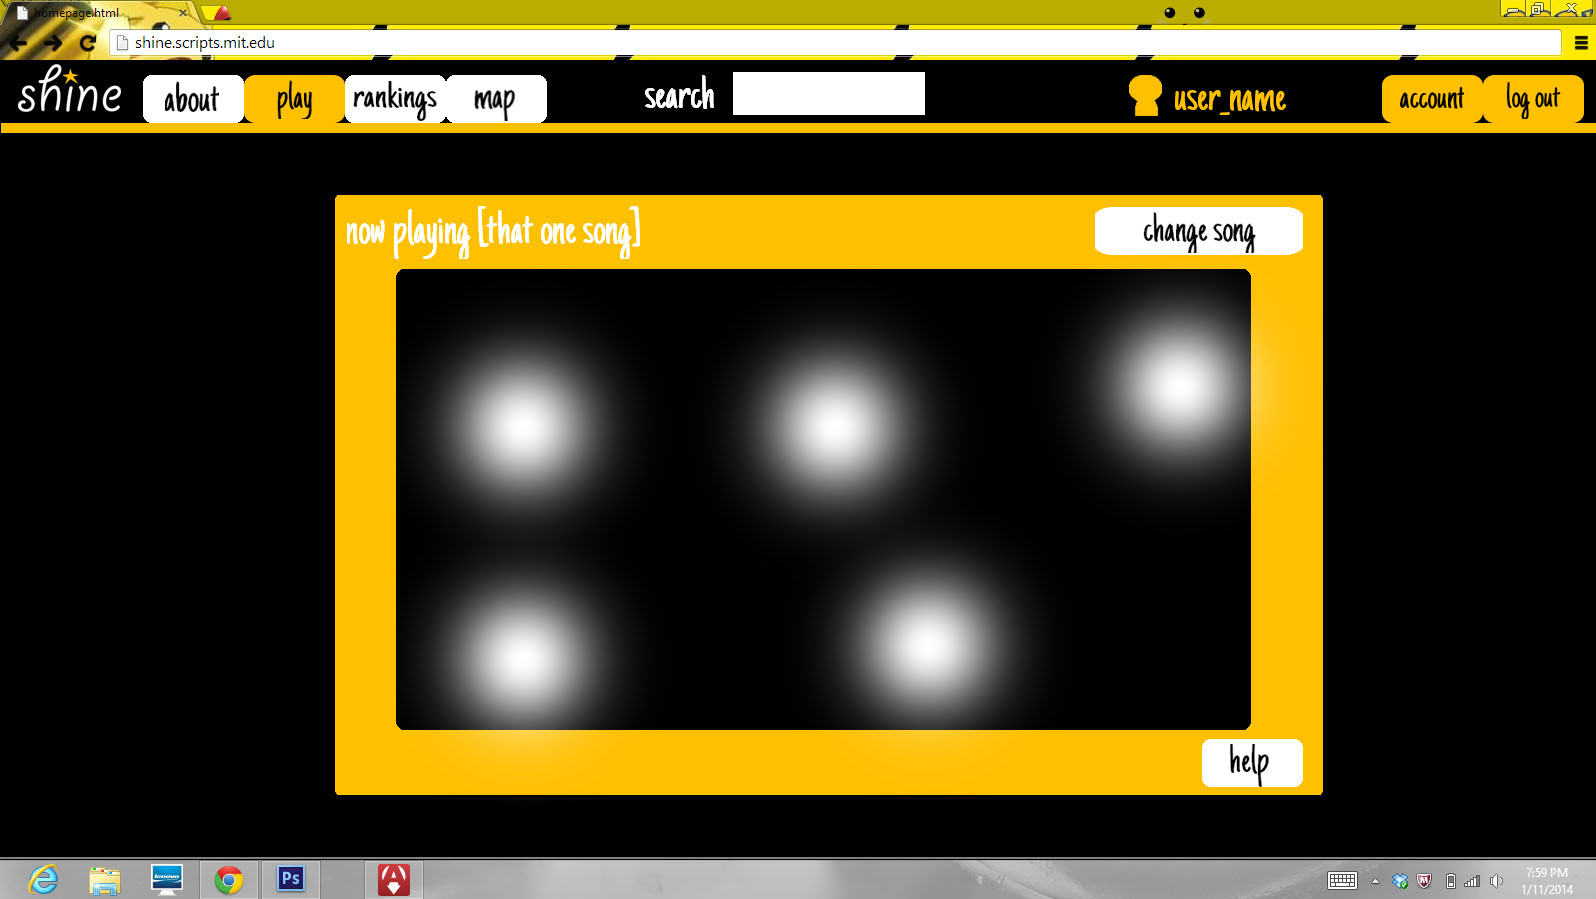 homepage.html
shine.scripts.mit.edu
shine
about
play
rankings
map
search
user_name
account
log out
now playing [that one song]
change song
help
lenovo
Ps
7:59 PM
1/11/2014